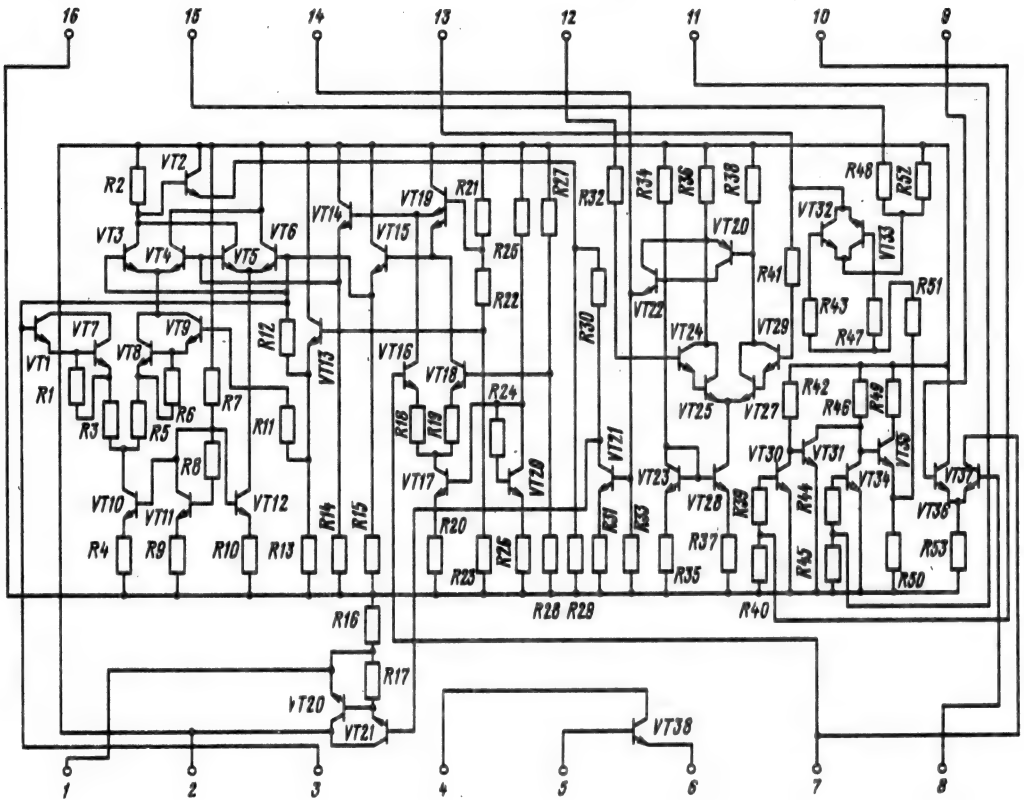 16 15 14 13 12 11 10 9
R2 VT2 VT14 VT19 R21 R25 R27 R32 R34 R36 R38 R48 R52
VT3 VT4 VT5 VT6 VT15 VT20 VT32 VT33
R22 R30 VT22 R41 R43 R47 R51
VT1 VT7 VT8 VT9 R12 VT13 VT16 VT18 VT24 VT29
R1 R3 R5 R6 R7 R11 R18 R19 R24 VT25 VT27 R42 R46 R49
R8 VT17 VT20 VT21 VT23 VT28 VT30 VT31 VT34 VT35 VT37
VT10 VT11 VT12 R20 R39 R44 VT36
R4 R9 R10 R13 R14 R15 R23 R26 R31 R33 R35 R37 R45 R50 R53
R28 R29 R40
R16
R17
VT20
VT21 VT38
1 2 3 4 5 6 7 8